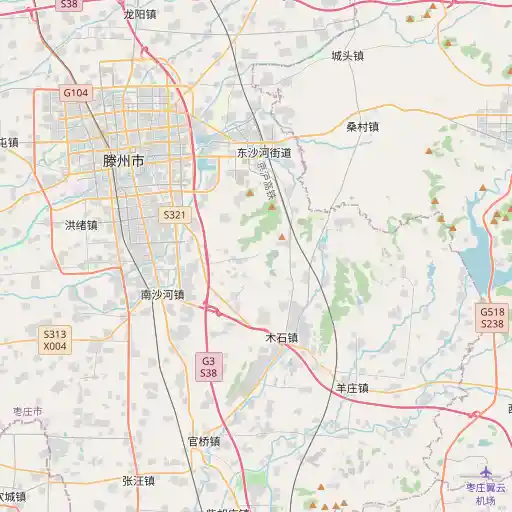 S38
龙阳镇
城头镇
G104
桑村镇
屯镇
东沙河街道
滕州市
京沪高铁
S321
洪绪镇
南沙河镇
G518
S238
S313
X004
木石镇
G3
S38
羊庄镇
枣庄市
官桥镇
张汪镇
枣庄翼云
机场
欢城镇